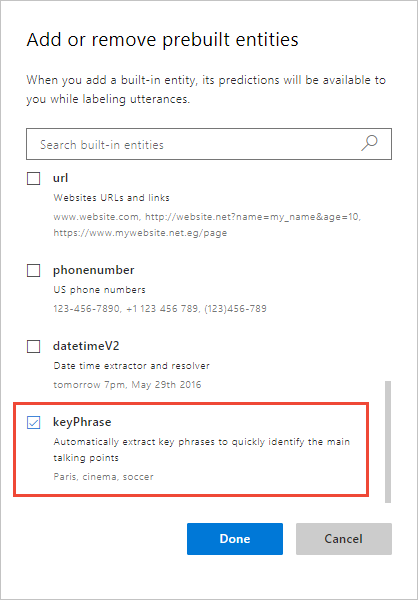 Add or remove prebuilt entities
When you add a built-in entity, its predictions will be available to
you while labeling utterances.
Search built-in entities
url
Websites URLs and links
www.website.com, http://website.net?name=my_name&age=10,
https://www.mywebsite.net.eg/page
phonenumber
US phone numbers
123-456-7890, +1 123 456 789, (123)456-789
datetimeV2
Date time extractor and resolver
tomorrow 7pm, May 29th 2016
keyPhrase
Automatically extract key phrases to quickly identify the main
talking points
Paris, cinema, soccer
Done
Cancel